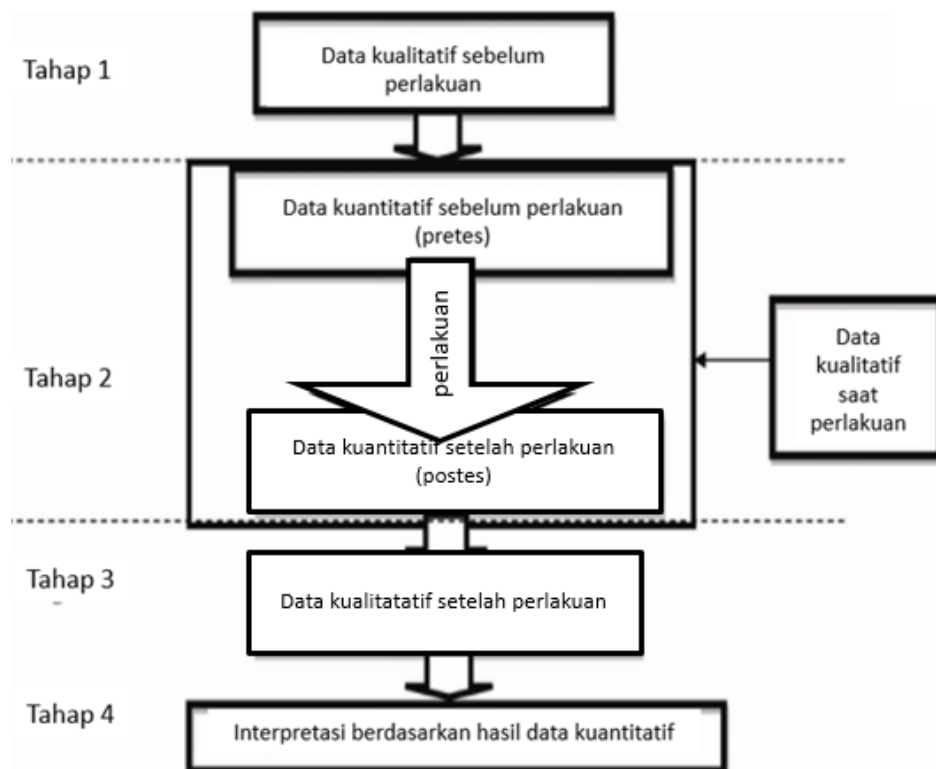 Tahap 1
Data kualitatif sebelum
perlakuan
Data kuantitatif sebelum perlakuan
(pretes)
perlakuan
Tahap 2
Data
kualitatif
saat
perlakuan
Data kuantitatif setelah perlakuan
(postes)
Tahap 3
Data kualitatatif setelah perlakuan
Tahap 4
Interpretasi berdasarkan hasil data kuantitatif